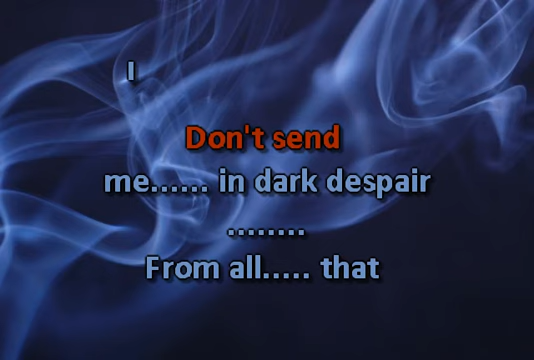 I
Don't send
me...... in dark despair
........
From all..... that